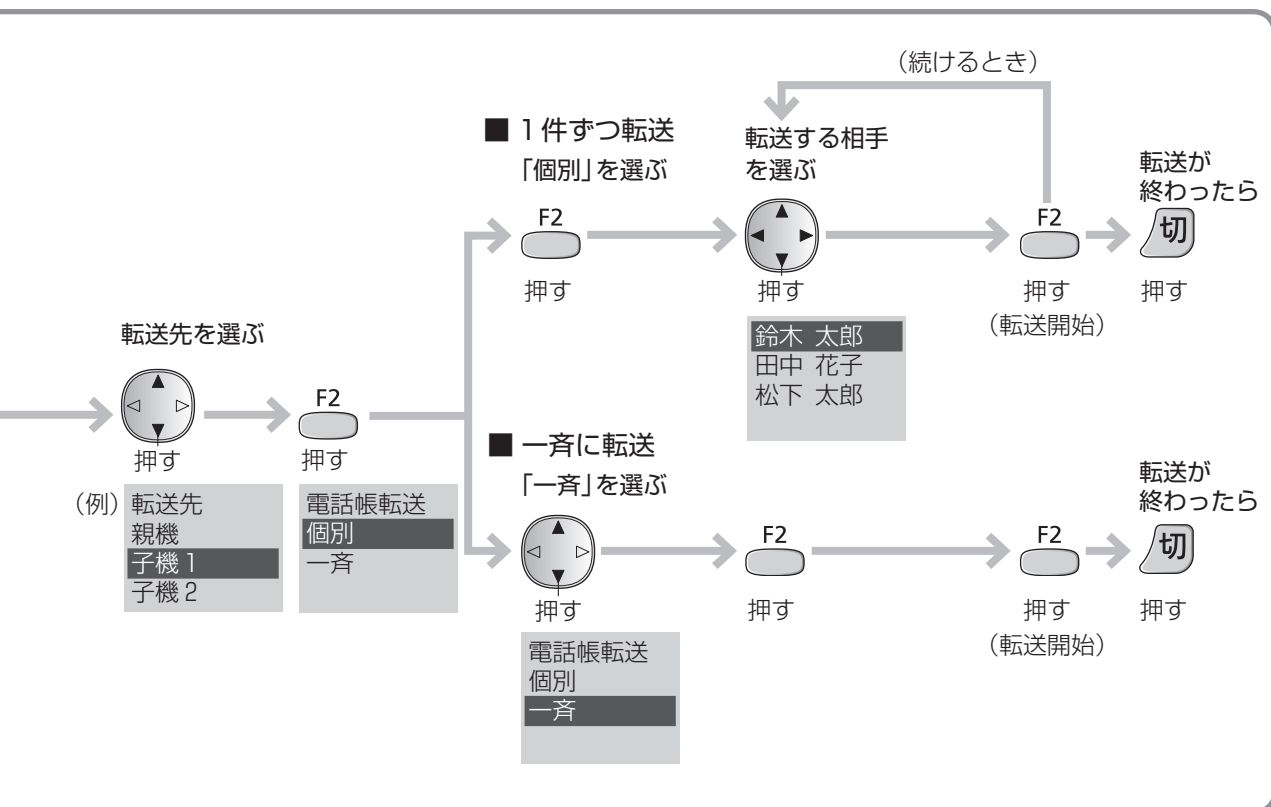 転送先を選ぶ
押す
（例）
転送先
親機
子機1
子機2
F2
押す
電話帳転送
個別
一斉
■ 1件ずつ転送
「個別」を選ぶ
F2
押す
転送する相手
を選ぶ
押す
鈴木 太郎
田中 花子
松下 太郎
（続けるとき）
F2
押す
（転送開始）
転送が
終わったら
切
押す
■ 一斉に転送
「一斉」を選ぶ
押す
電話帳転送
個別
一斉
F2
押す
F2
押す
（転送開始）
転送が
終わったら
切
押す